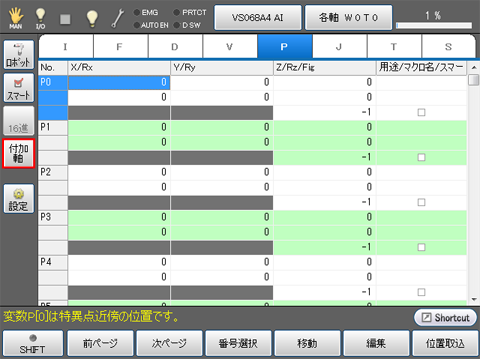 MAN I/O EMG PRTCT AUTO EN D SW VS068A4 AI 各軸 W 0 T 0 1 %
ロボット I F D V P J T S
No. X/Rx Y/Ry Z/Rz/Fig 用途/マクロ名/スマー
P0 0 0 0
スマート 0 0 0
-1
16進 P1 0 0 0
0 0 0
付加軸 -1
P2 0 0 0
0 0 0
設定 -1
P3 0 0 0
0 0 0
-1
P4 0 0 0
0 0 0
-1
変数P[0]は特異点近傍の位置です。 Shortcut
SHIFT 前ページ 次ページ 番号選択 移動 編集 位置取込